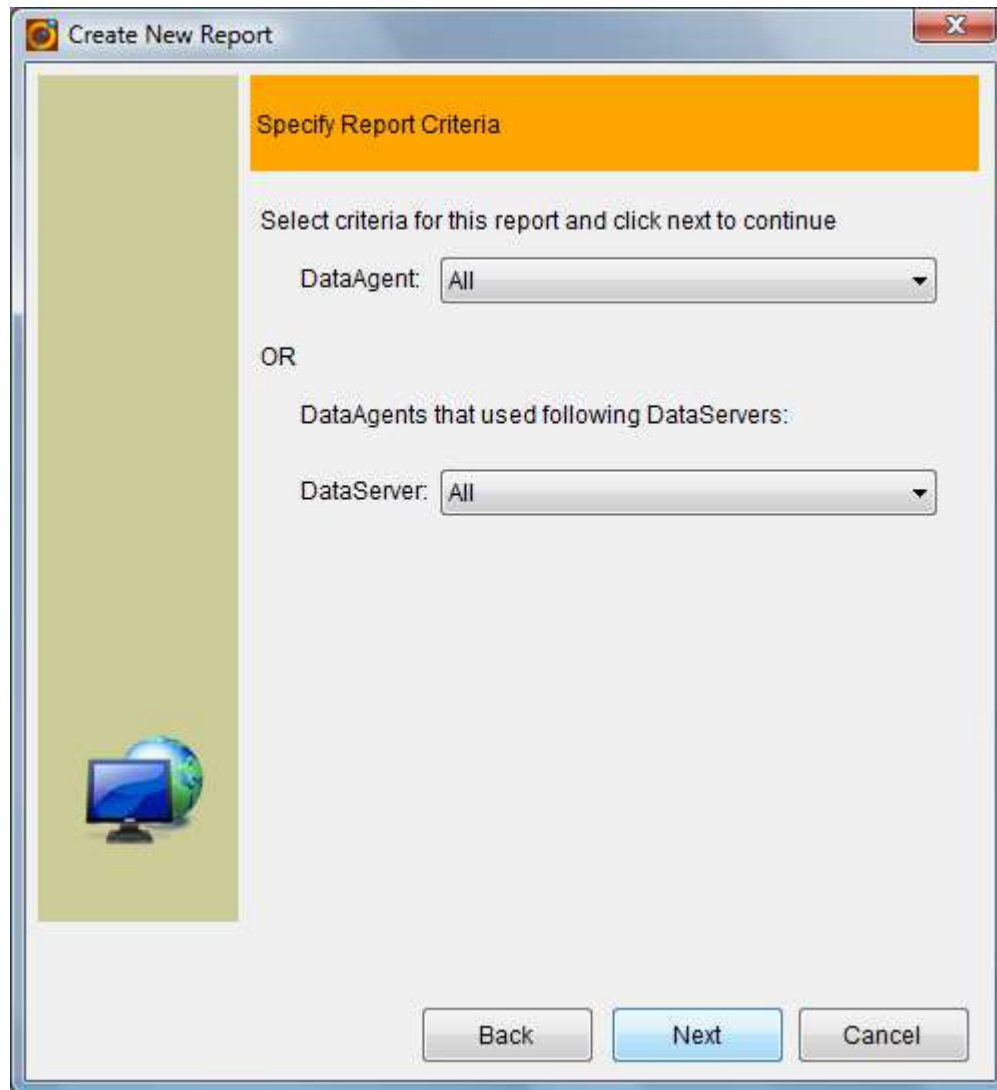 Create New Report
Specify Report Criteria
Select criteria for this report and click next to continue
DataAgent: All
OR
DataAgents that used following DataServers:
DataServer: All
Back Next Cancel